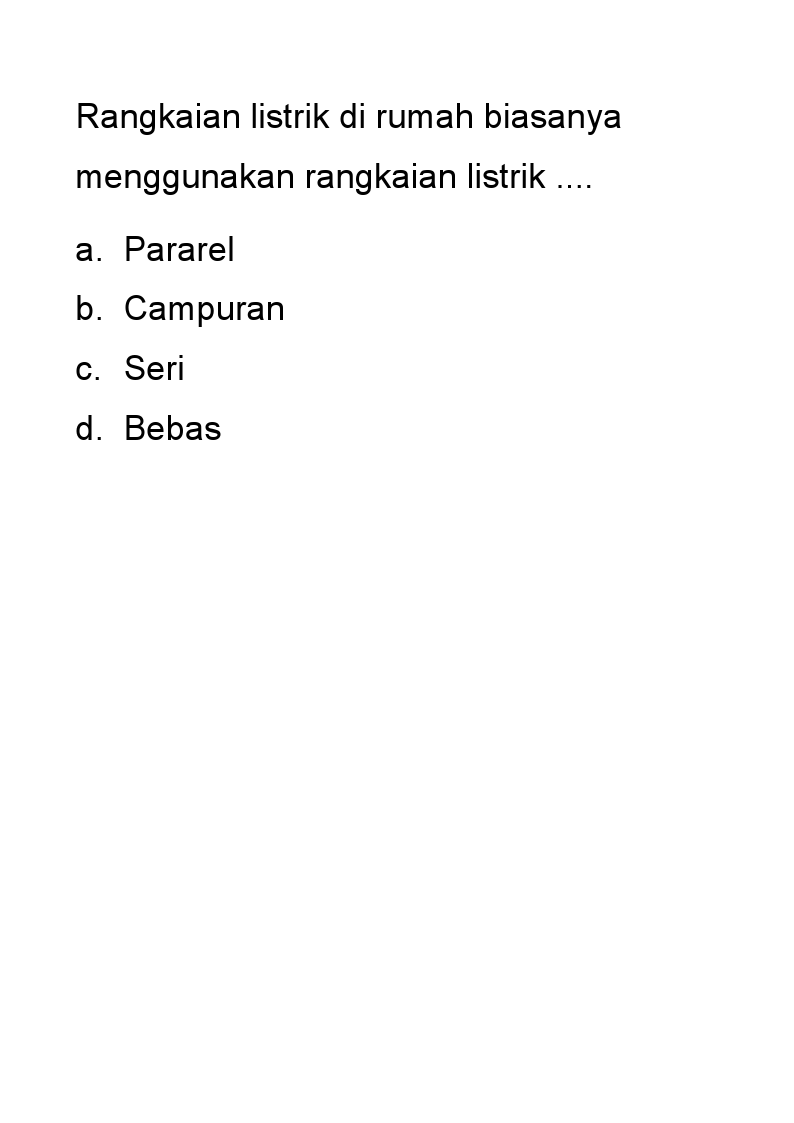 Rangkaian listrik di rumah biasanya
menggunakan rangkaian listrik ....
a. Pararel
b. Campuran
c. Seri
d. Bebas